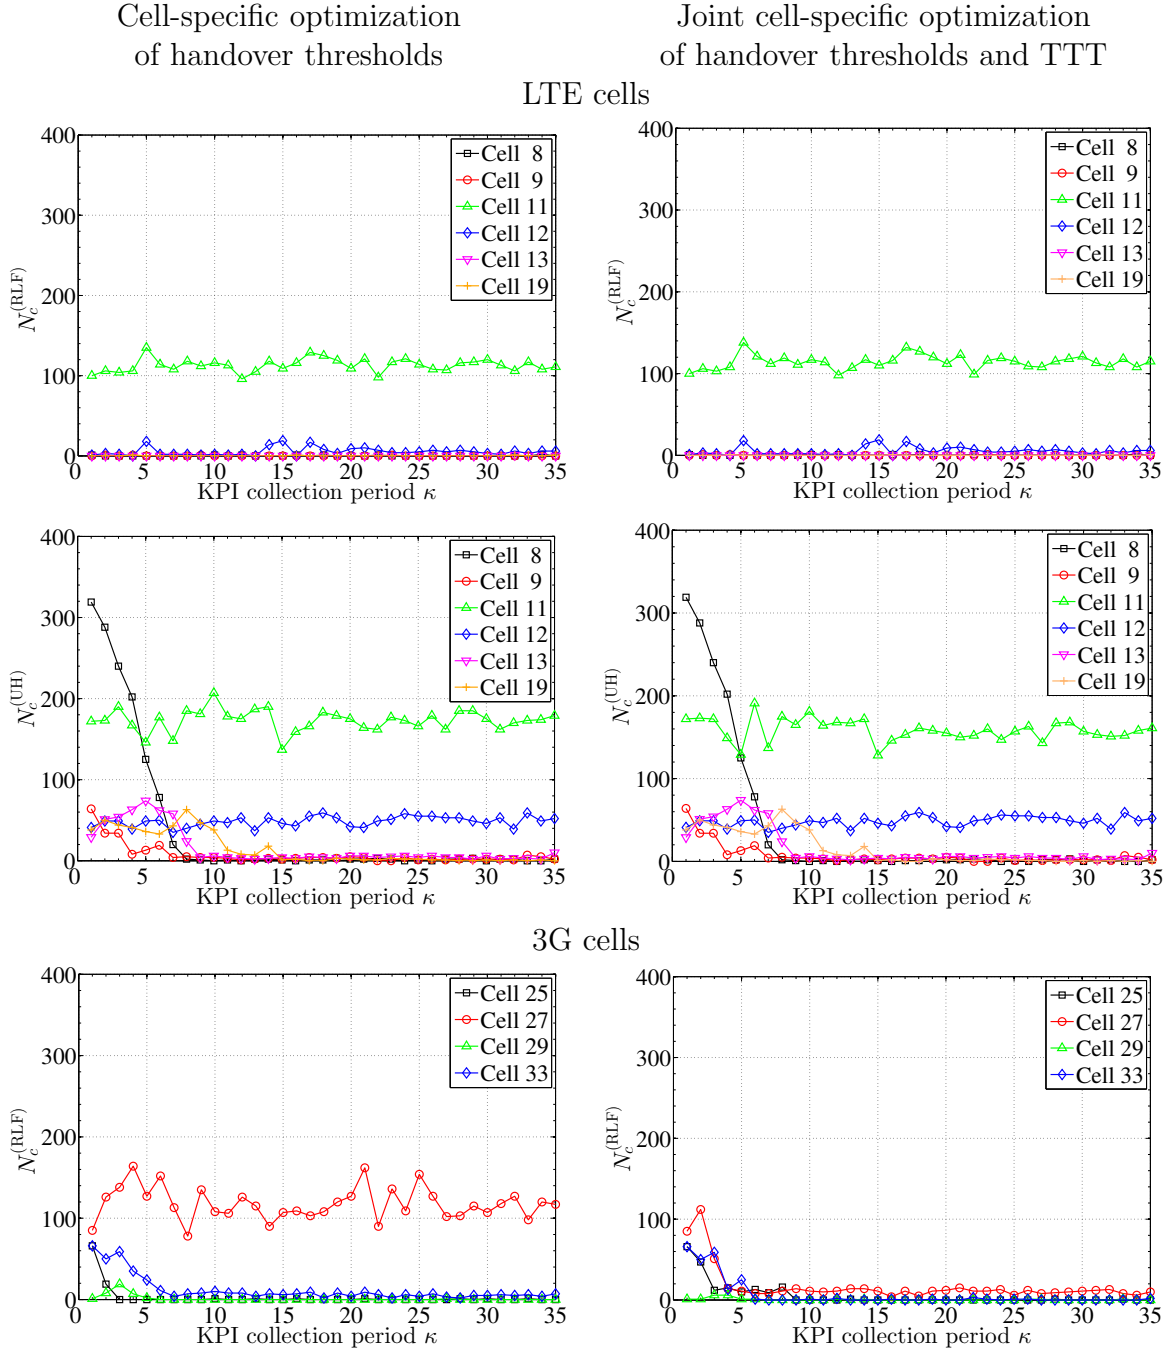 Cell-specific optimization
of handover thresholds
Joint cell-specific optimization
of handover thresholds and TTT
LTE cells
400
300
200
100
0
N_c^(RLF)
Cell 8
Cell 9
Cell 11
Cell 12
Cell 13
Cell 19
0 5 10 15 20 25 30 35
KPI collection period κ
400
300
200
100
0
N_c^(RLF)
Cell 8
Cell 9
Cell 11
Cell 12
Cell 13
Cell 19
0 5 10 15 20 25 30 35
KPI collection period κ
400
300
200
100
0
N_c^(UH)
Cell 8
Cell 9
Cell 11
Cell 12
Cell 13
Cell 19
0 5 10 15 20 25 30 35
KPI collection period κ
400
300
200
100
0
N_c^(UH)
Cell 8
Cell 9
Cell 11
Cell 12
Cell 13
Cell 19
0 5 10 15 20 25 30 35
KPI collection period κ
3G cells
400
300
200
100
0
N_c^(RLF)
Cell 25
Cell 27
Cell 29
Cell 33
0 5 10 15 20 25 30 35
KPI collection period κ
400
300
200
100
0
N_c^(RLF)
Cell 25
Cell 27
Cell 29
Cell 33
0 5 10 15 20 25 30 35
KPI collection period κ